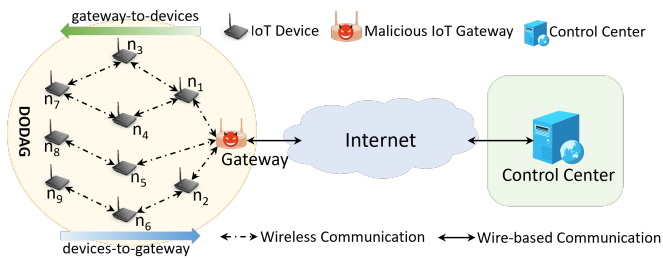 gateway-to-devices
IoT Device
Malicious IoT Gateway
Control Center
n3
n1
n7
n4
DODAG
n8
n5
n9
n2
n6
Gateway
Internet
Control Center
devices-to-gateway
Wireless Communication
Wire-based Communication